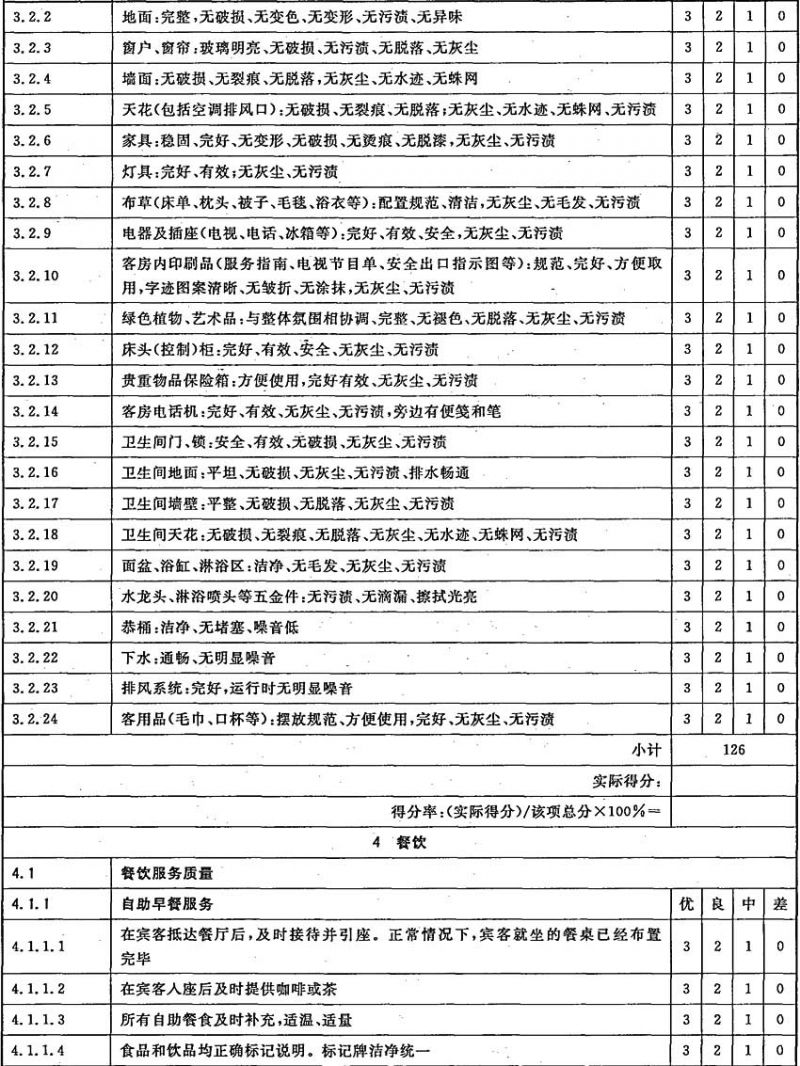 3.2.2 地面:完整,无破损、无变色、无变形、无污渍、无异味 3 2 1 0
3.2.3 窗户、窗帘:玻璃明亮、无破损、无污渍、无脱落、无灰尘 3 2 1 0
3.2.4 墙面:无破损、无裂痕、无脱落,无灰尘、无水迹、无蛛网 3 2 1 0
3.2.5 天花(包括空调排风口):无破损、无裂痕、无脱落;无灰尘、无水迹、无蛛网、无污渍 3 2 1 0
3.2.6 家具:稳固、完好、无变形、无破损、无烫痕、无脱漆,无灰尘、无污渍 3 2 1 0
3.2.7 灯具:完好、有效;无灰尘、无污渍 3 2 1 0
3.2.8 布草(床单、枕头、被子、毛毯、浴衣等):配置规范、清洁,无灰尘、无毛发、无污渍 3 2 1 0
3.2.9 电器及插座(电视、电话、冰箱等):完好、有效、安全,无灰尘、无污渍 3 2 1 0
3.2.10 客房内印刷品(服务指南、电视节目单、安全出口指示图等):规范、完好、方便取 3 2 1 0
用,字迹图案清晰、无皱折、无涂抹,无灰尘、无污渍
3.2.11 绿色植物、艺术品:与整体氛围相协调、完整、无褪色、无脱落、无灰尘、无污渍 3 2 1 0
3.2.12 床头(控制)柜:完好、有效、安全、无灰尘、无污渍 3 2 1 0
3.2.13 贵重物品保险箱:方便使用,完好有效、无灰尘、无污渍 3 2 1 0
3.2.14 客房电话机:完好、有效、无灰尘、无污渍,旁边有便笺和笔 3 2 1 0
3.2.15 卫生间门、锁:安全、有效、无破损、无灰尘、无污渍 3 2 1 0
3.2.16 卫生间地面:平坦、无破损、无灰尘、无污渍、排水畅通 3 2 1 0
3.2.17 卫生间墙壁:平整、无破损、无脱落、无灰尘、无污渍 3 2 1 0
3.2.18 卫生间天花:无破损、无裂痕、无脱落、无灰尘、无水迹、无蛛网、无污渍 3 2 1 0
3.2.19 面盆、浴缸、淋浴区:洁净、无毛发、无灰尘、无污渍 3 2 1 0
3.2.20 水龙头、淋浴喷头等五金件:无污渍、无滴漏、擦拭光亮 3 2 1 0
3.2.21 恭桶:洁净、无堵塞、噪音低 3 2 1 0
3.2.22 下水:通畅、无明显噪音 3 2 1 0
3.2.23 排风系统:完好,运行时无明显噪音 3 2 1 0
3.2.24 客用品(毛巾、口杯等):摆放规范、方便使用,完好、无灰尘、无污渍 3 2 1 0
小计 126
实际得分:
得分率:(实际得分)/该项总分×100%=
4 餐饮
4.1 餐饮服务质量
4.1.1 自助早餐服务 优 良 中 差
4.1.1.1 在宾客抵达餐厅后,及时接待并引座。正常情况下,宾客就坐的餐桌已经布置 3 2 1 0
完毕
4.1.1.2 在宾客人座后及时提供咖啡或茶 3 2 1 0
4.1.1.3 所有自助餐食及时补充,适温、适量 3 2 1 0
4.1.1.4 食品和饮品均正确标记说明。标记牌洁净统一 3 2 1 0